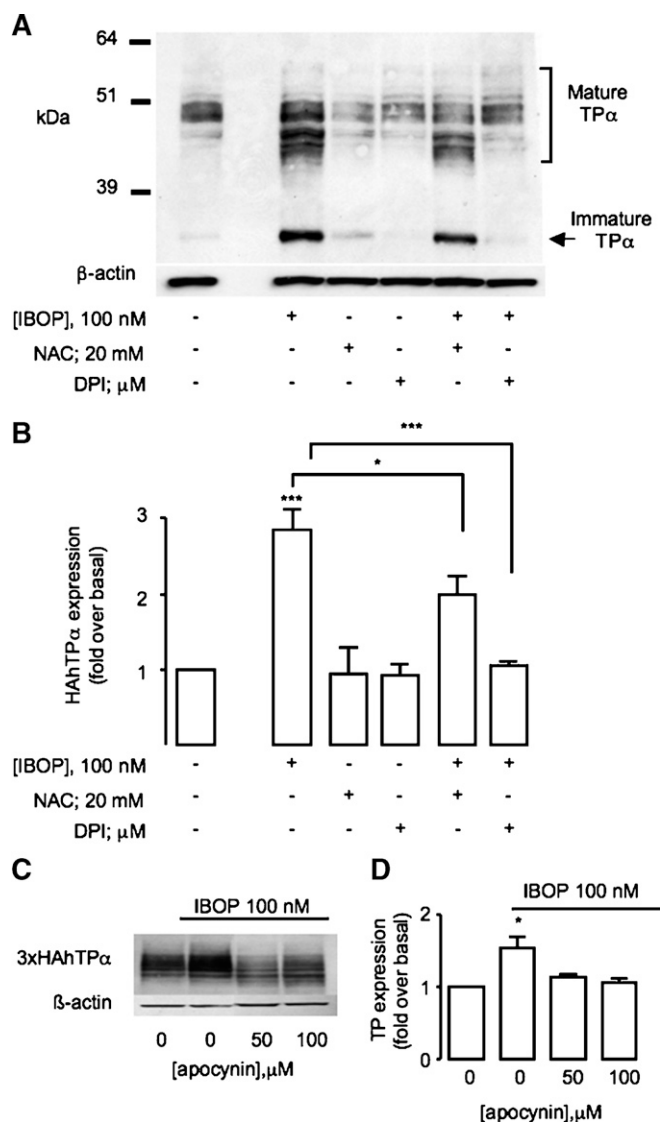 A
64
51
kDa
39
Mature
TPα
Immature
TPα
β-actin
[IBOP], 100 nM - + - - + +
NAC; 20 mM - - + - + -
DPI; μM - - - + - +
B
***
*
***
HAhTPα expression
(fold over basal)
3
2
1
[IBOP], 100 nM - + - - + +
NAC; 20 mM - - + - + -
DPI; μM - - - + - +
C
IBOP 100 nM
3xHAhTPα
ß-actin
0 0 50 100
[apocynin],μM
D
IBOP 100 nM
*
TP expression
(fold over basal)
2
1
0
0 0 50 100
[apocynin],μM